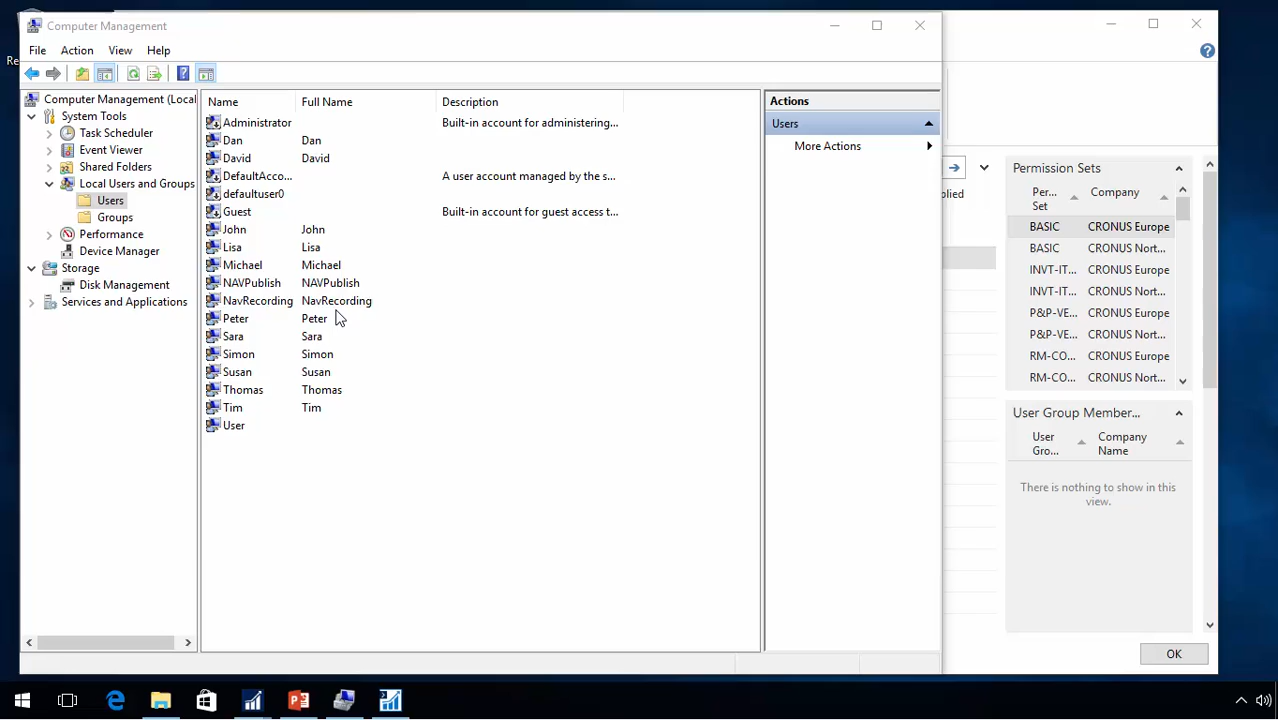 Computer Management
File Action View Help
Computer Management (Local
System Tools
Task Scheduler
Event Viewer
Shared Folders
Local Users and Groups
Users
Groups
Performance
Device Manager
Storage
Disk Management
Services and Applications
Name Full Name Description
Administrator Built-in account for administering...
Dan Dan
David David
DefaultAcco... A user account managed by the s...
defaultuser0
Guest Built-in account for guest access t...
John John
Lisa Lisa
Michael Michael
NAVPublish NAVPublish
NavRecording NavRecording
Peter Peter
Sara Sara
Simon Simon
Susan Susan
Thomas Thomas
Tim Tim
User
Actions
Users
More Actions
Permission Sets
Per... Set Company
BASIC CRONUS Europe
BASIC CRONUS Nort...
INVT-IT... CRONUS Europe
INVT-IT... CRONUS Nort...
P&P-VE... CRONUS Europe
P&P-VE... CRONUS Nort...
RM-CO... CRONUS Europe
RM-CO... CRONUS Nort...
User Group Member...
User Gro... Company Name
There is nothing to show in this
view.
OK